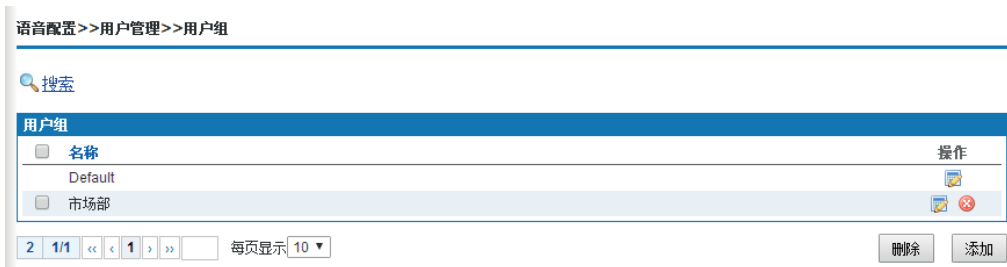 语音配置>>用户管理>>用户组
搜索
用户组
名称 操作
Default
市场部
2 1/1 ‹‹ ‹ 1 › ›› 每页显示 10 ▼ 删除 添加